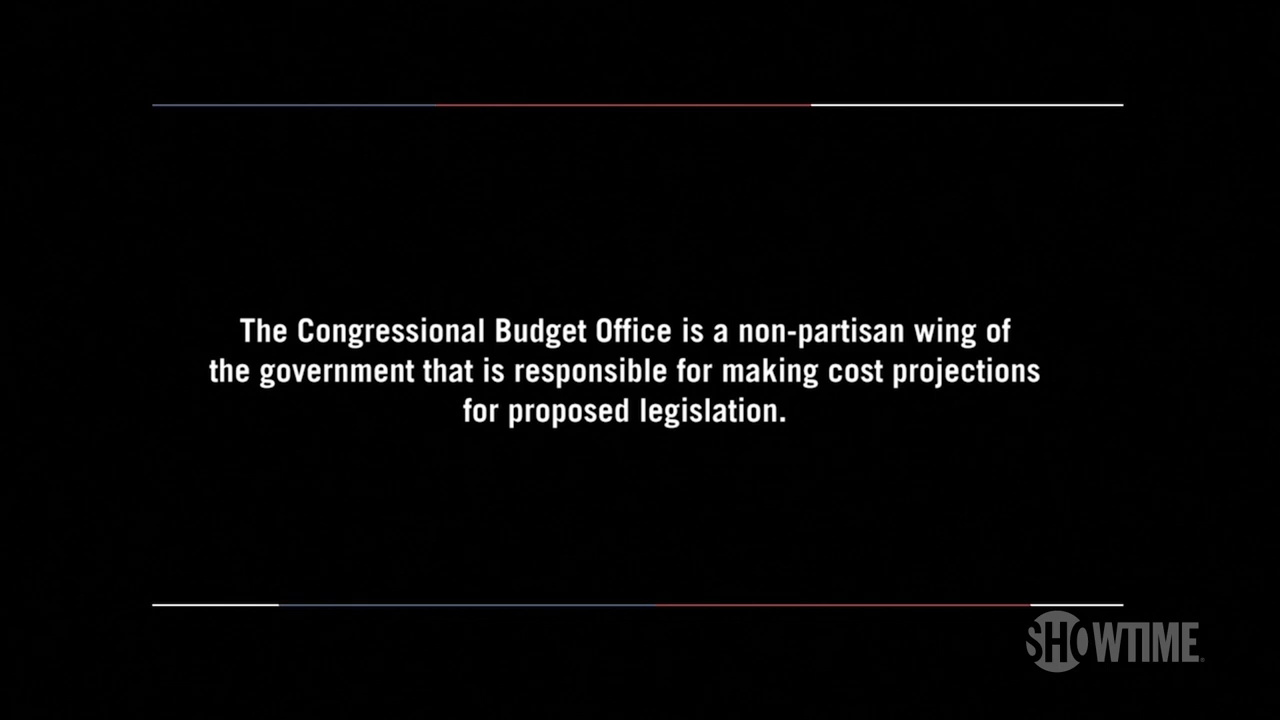 The Congressional Budget Office is a non-partisan wing of
the government that is responsible for making cost projections
for proposed legislation.
SHOWTIME